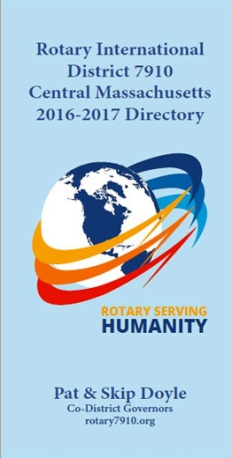 Rotary International
District 7910
Central Massachusetts
2016-2017 Directory
ROTARY SERVING
HUMANITY
Pat & Skip Doyle
Co-District Governors
rotary7910.org